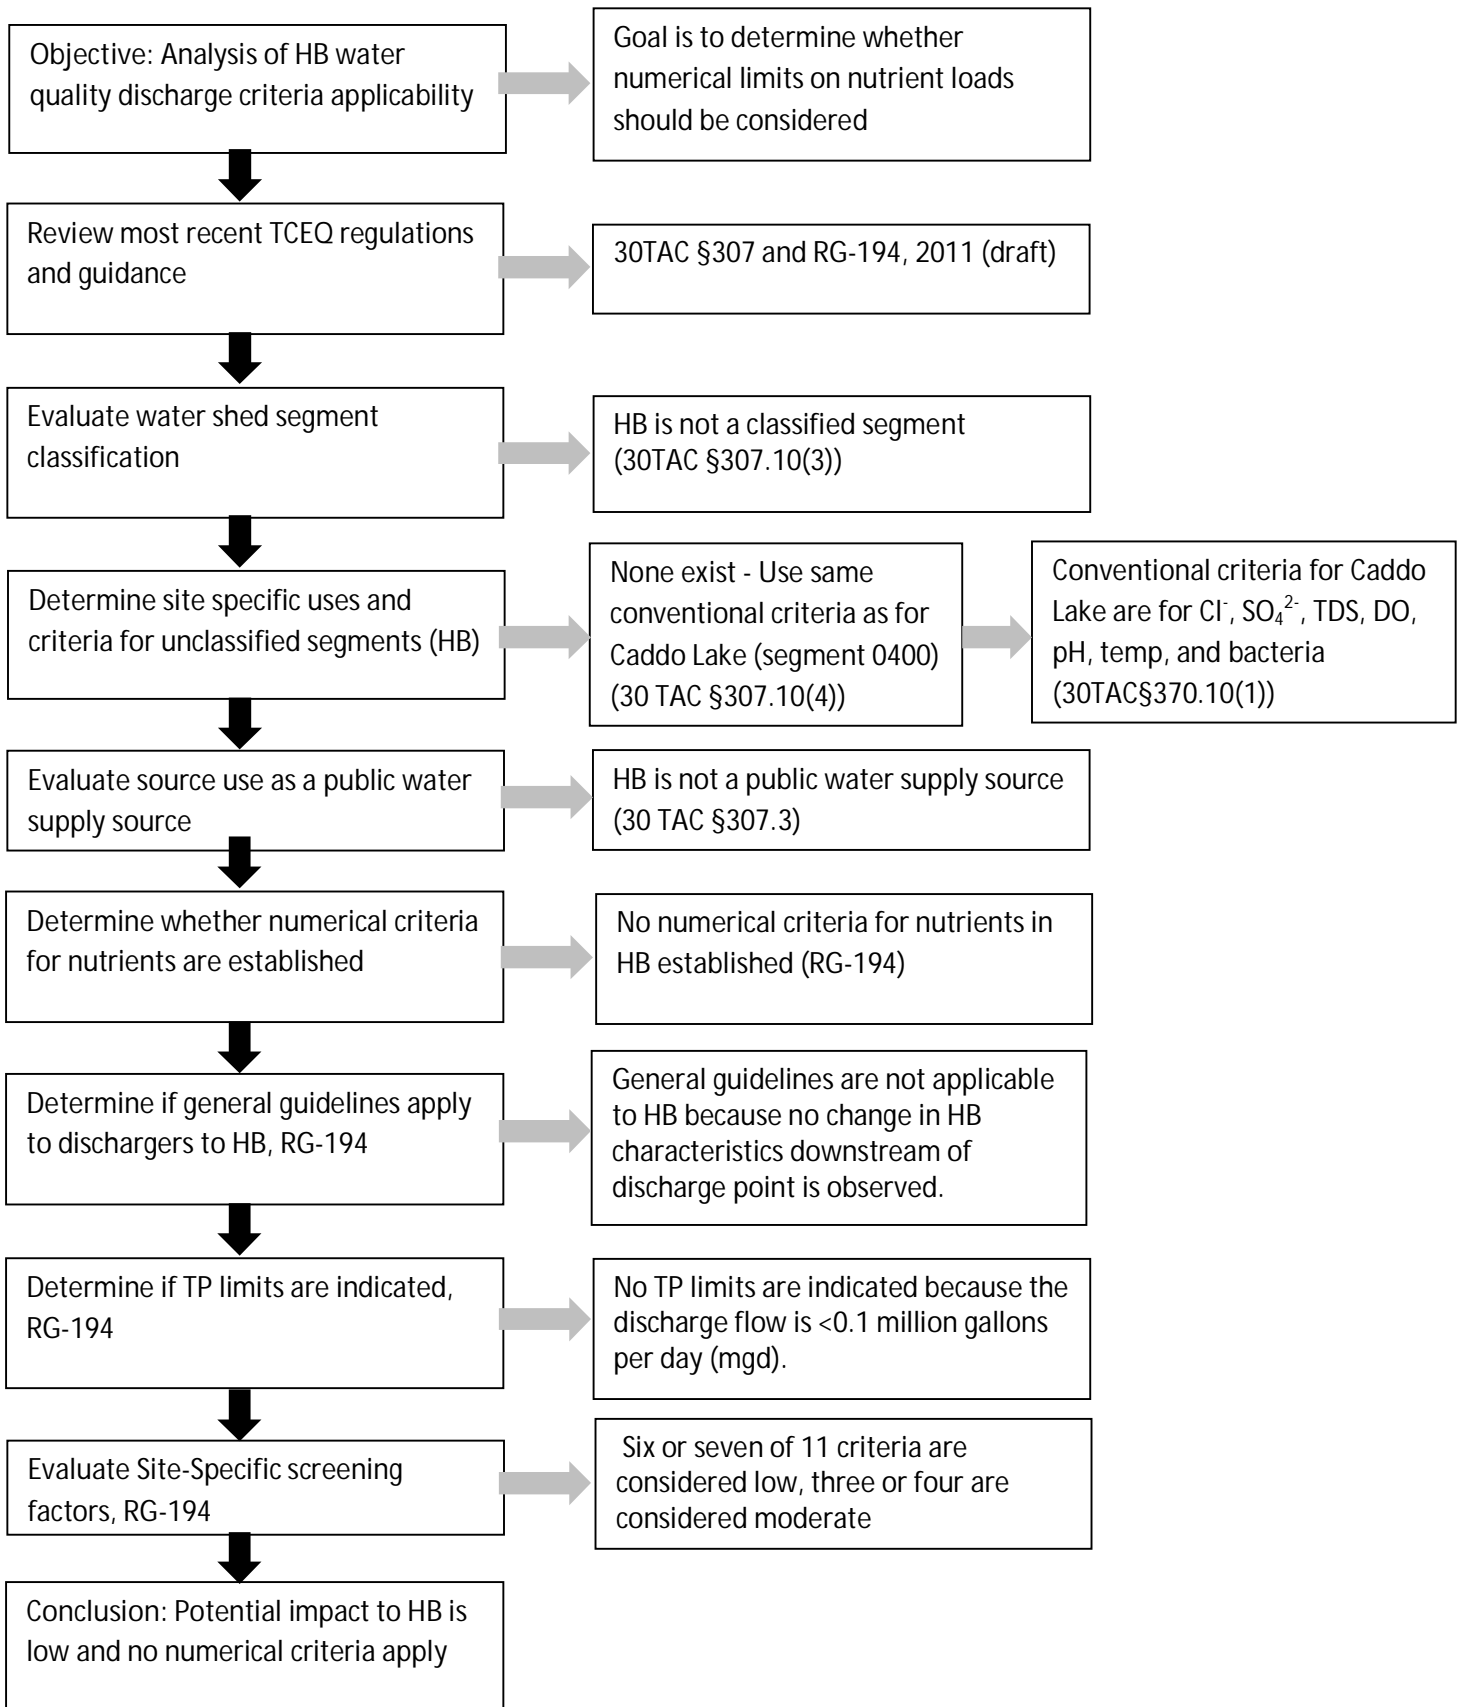 Objective: Analysis of HB water
quality discharge criteria applicability
Goal is to determine whether
numerical limits on nutrient loads
should be considered
Review most recent TCEQ regulations
and guidance
30TAC §307 and RG-194, 2011 (draft)
Evaluate water shed segment
classification
HB is not a classified segment
(30TAC §307.10(3))
Determine site specific uses and
criteria for unclassified segments (HB)
None exist - Use same
conventional criteria as for
Caddo Lake (segment 0400)
(30 TAC §307.10(4))
Conventional criteria for Caddo
Lake are for Cl⁻, SO₄²⁻, TDS, DO,
pH, temp, and bacteria
(30TAC§370.10(1))
Evaluate source use as a public water
supply source
HB is not a public water supply source
(30 TAC §307.3)
Determine whether numerical criteria
for nutrients are established
No numerical criteria for nutrients in
HB established (RG-194)
Determine if general guidelines apply
to dischargers to HB, RG-194
General guidelines are not applicable
to HB because no change in HB
characteristics downstream of
discharge point is observed.
Determine if TP limits are indicated,
RG-194
No TP limits are indicated because the
discharge flow is <0.1 million gallons
per day (mgd).
Evaluate Site-Specific screening
factors, RG-194
Six or seven of 11 criteria are
considered low, three or four are
considered moderate
Conclusion: Potential impact to HB is
low and no numerical criteria apply